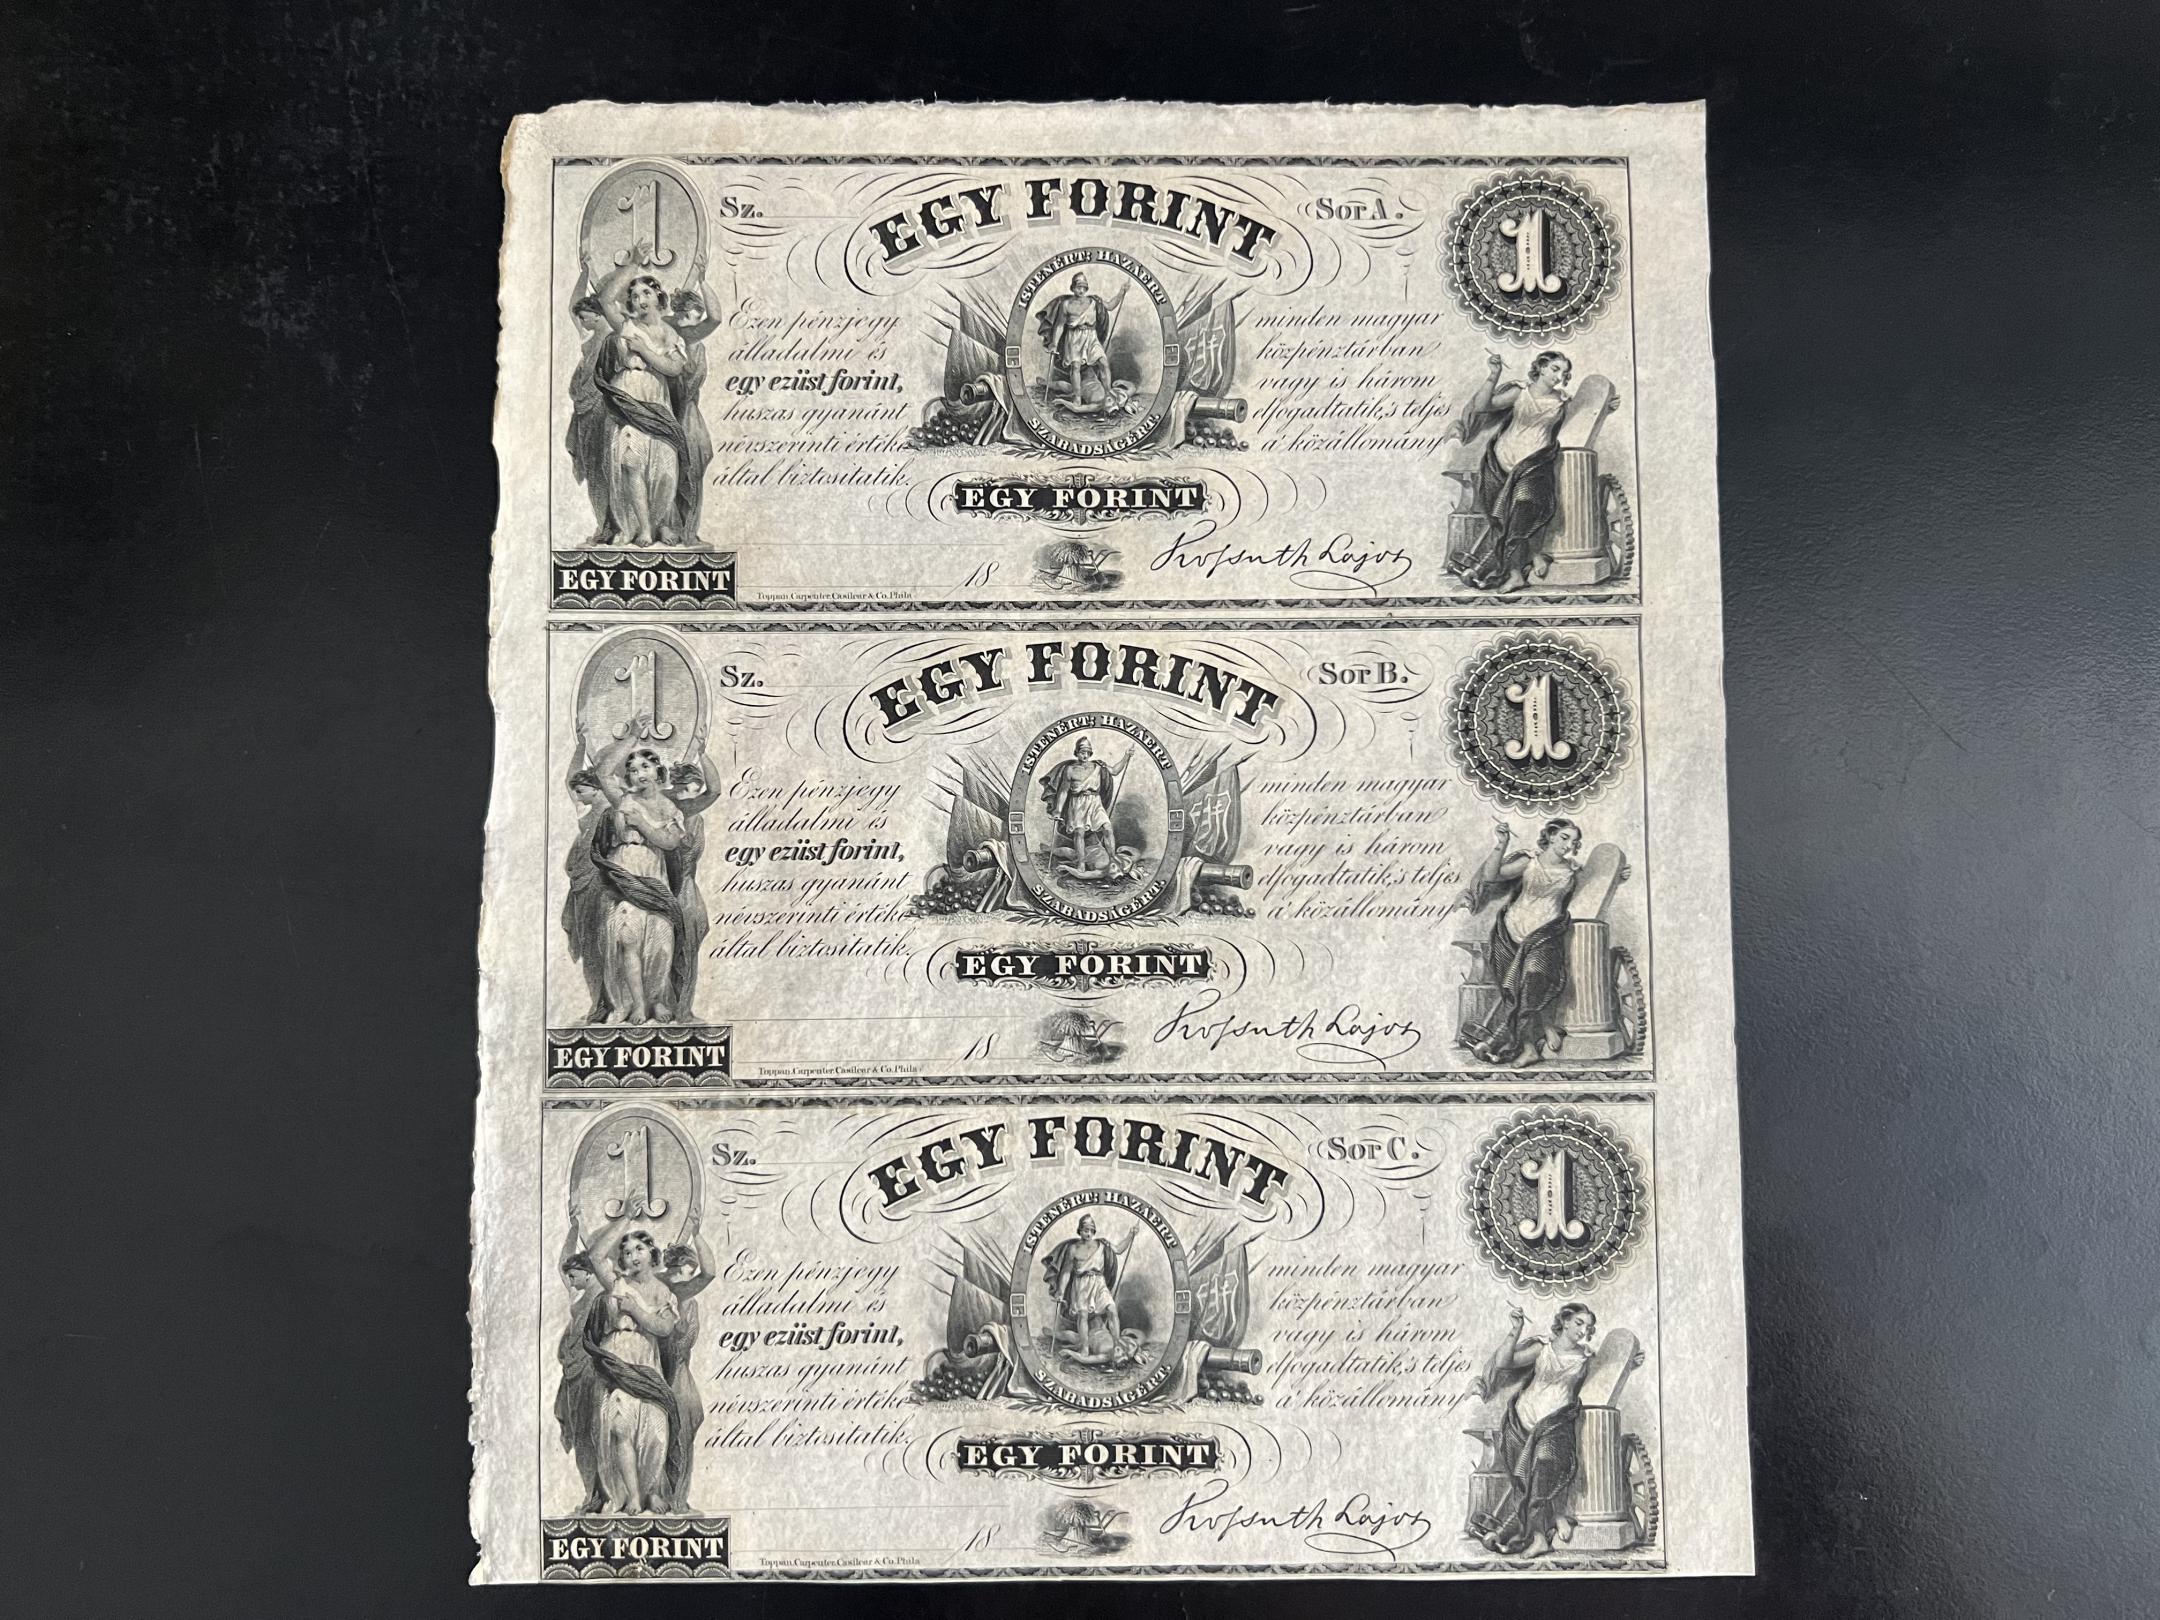 1
Sz.
EGY FORINT
Sor A.
1
ISTENÉRT; HAZÁÉRT
SZABADSÁGÉRT.
Ezen pénzjegy minden magyar
álladalmi és közpénztárban
egy ezüst forint, vagy is három
huszas gyanánt elfogadtatik, 's teljes
névszerinti értéke a' közállomány
által biztositatik.
EGY FORINT
Kossuth Lajos
18
EGY FORINT
Toppan, Carpenter, Casilear & Co. Phila
1
Sz.
EGY FORINT
Sor B.
1
ISTENÉRT; HAZÁÉRT
SZABADSÁGÉRT.
Ezen pénzjegy minden magyar
álladalmi és közpénztárban
egy ezüst forint, vagy is három
huszas gyanánt elfogadtatik, 's teljes
névszerinti értéke a' közállomány
által biztositatik.
EGY FORINT
Kossuth Lajos
18
EGY FORINT
Toppan, Carpenter, Casilear & Co. Phila
1
Sz.
EGY FORINT
Sor C.
1
ISTENÉRT; HAZÁÉRT
SZABADSÁGÉRT.
Ezen pénzjegy minden magyar
álladalmi és közpénztárban
egy ezüst forint, vagy is három
huszas gyanánt elfogadtatik, 's teljes
névszerinti értéke a' közállomány
által biztositatik.
EGY FORINT
Kossuth Lajos
18
EGY FORINT
Toppan, Carpenter, Casilear & Co. Phila